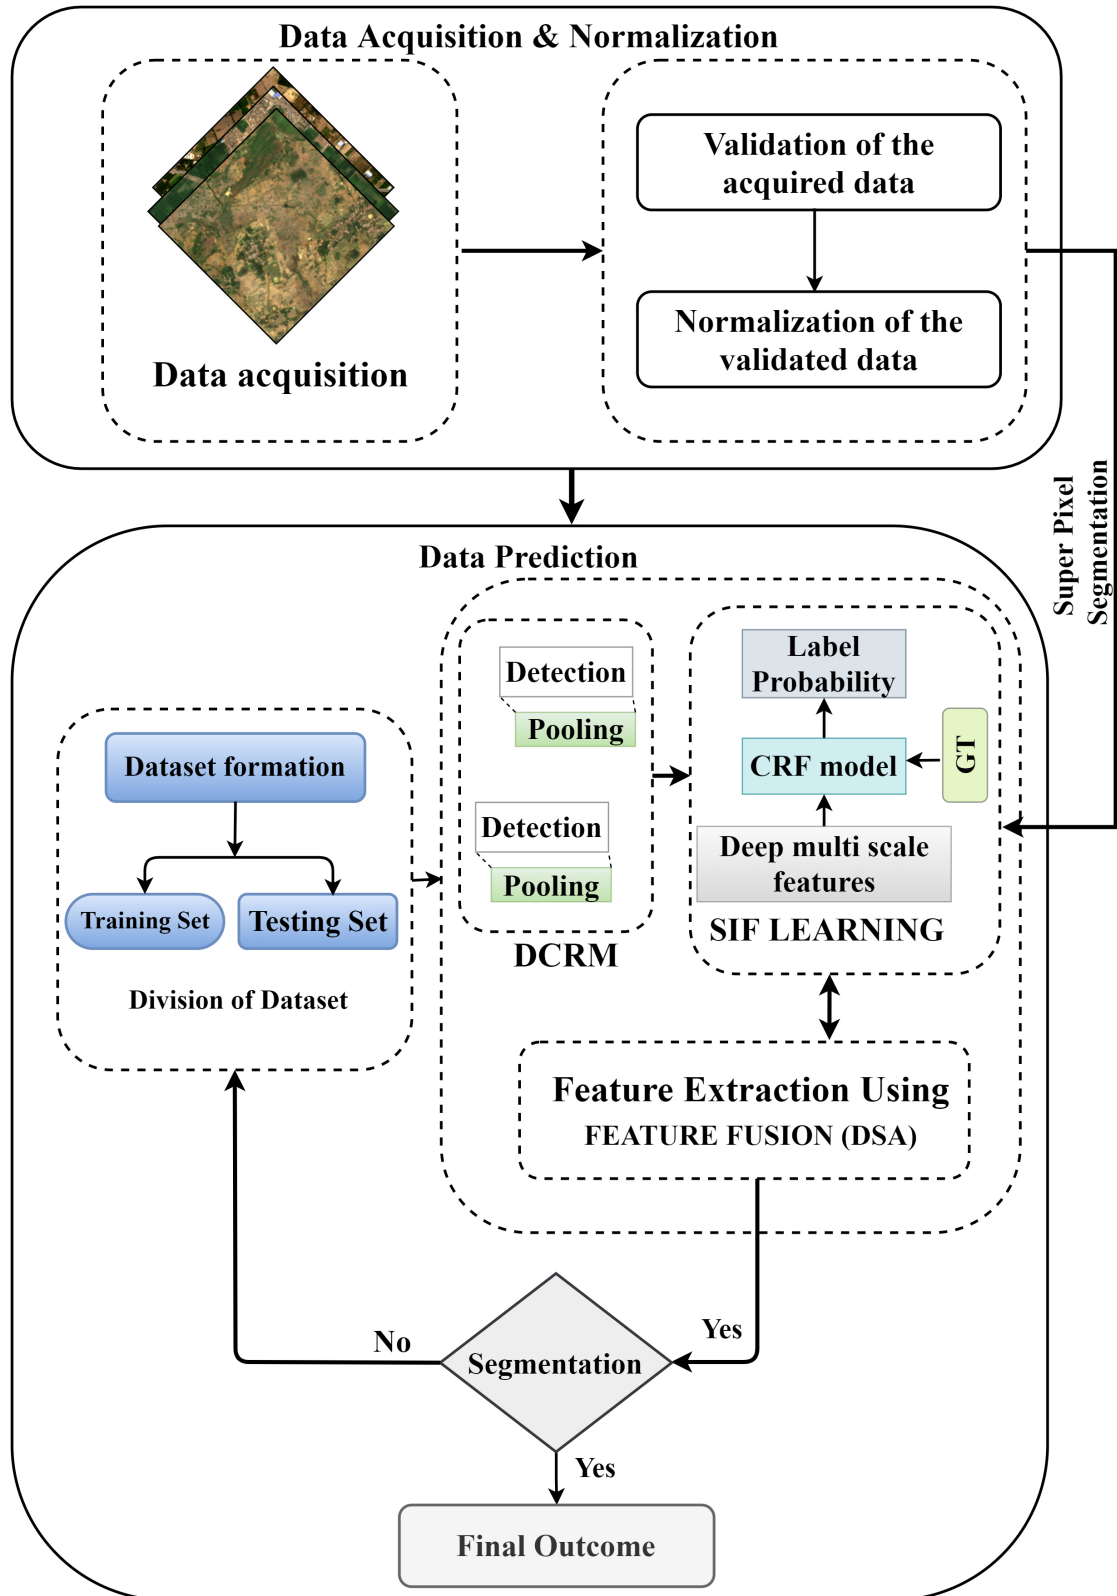 Data Acquisition & Normalization
Data acquisition
Validation of the
acquired data
Normalization of the
validated data
Super Pixel
Segmentation
Data Prediction
Dataset formation
Training Set
Testing Set
Division of Dataset
Detection
Pooling
Detection
Pooling
DCRM
Label
Probability
CRF model
GT
Deep multi scale
features
SIF LEARNING
Feature Extraction Using
FEATURE FUSION (DSA)
No
Segmentation
Yes
Yes
Final Outcome